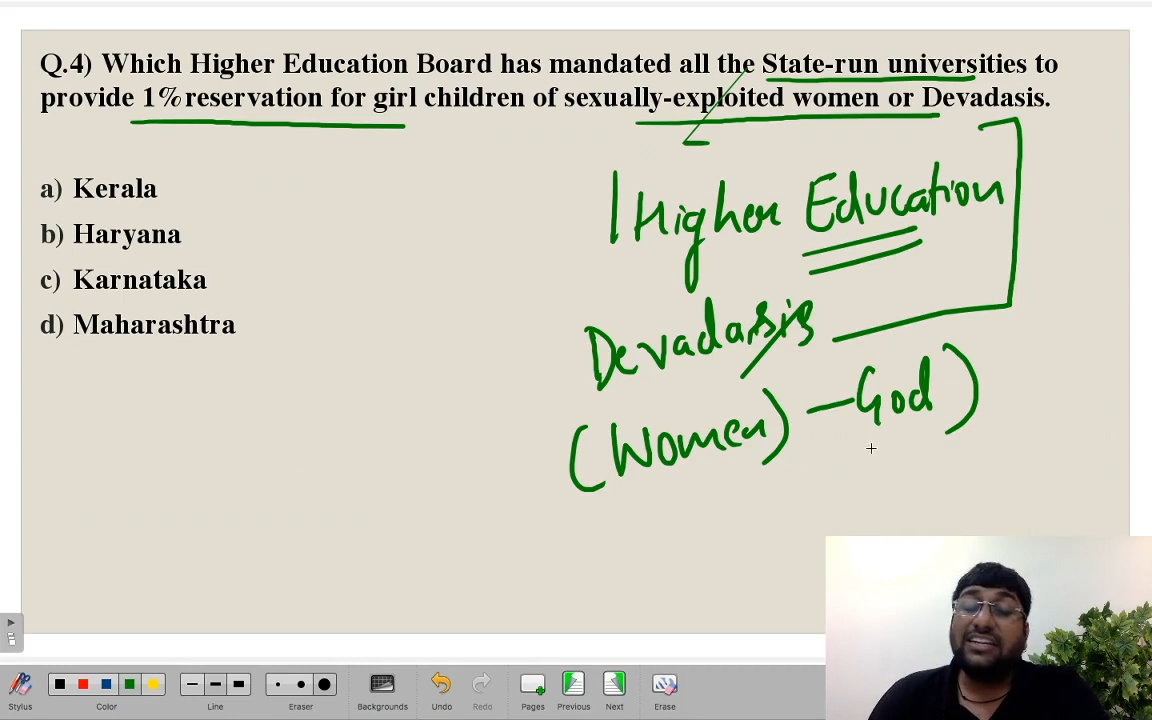 Q.4) Which Higher Education Board has mandated all the State-run universities to
provide 1% reservation for girl children of sexually-exploited women or Devadasis.
a) Kerala
b) Haryana
c) Karnataka
d) Maharashtra
Higher Education
Devadasis
(Women) - God)
Stylus
Color
Line
Eraser
Backgrounds
Undo
Redo
Pages
Previous
Next
Erase